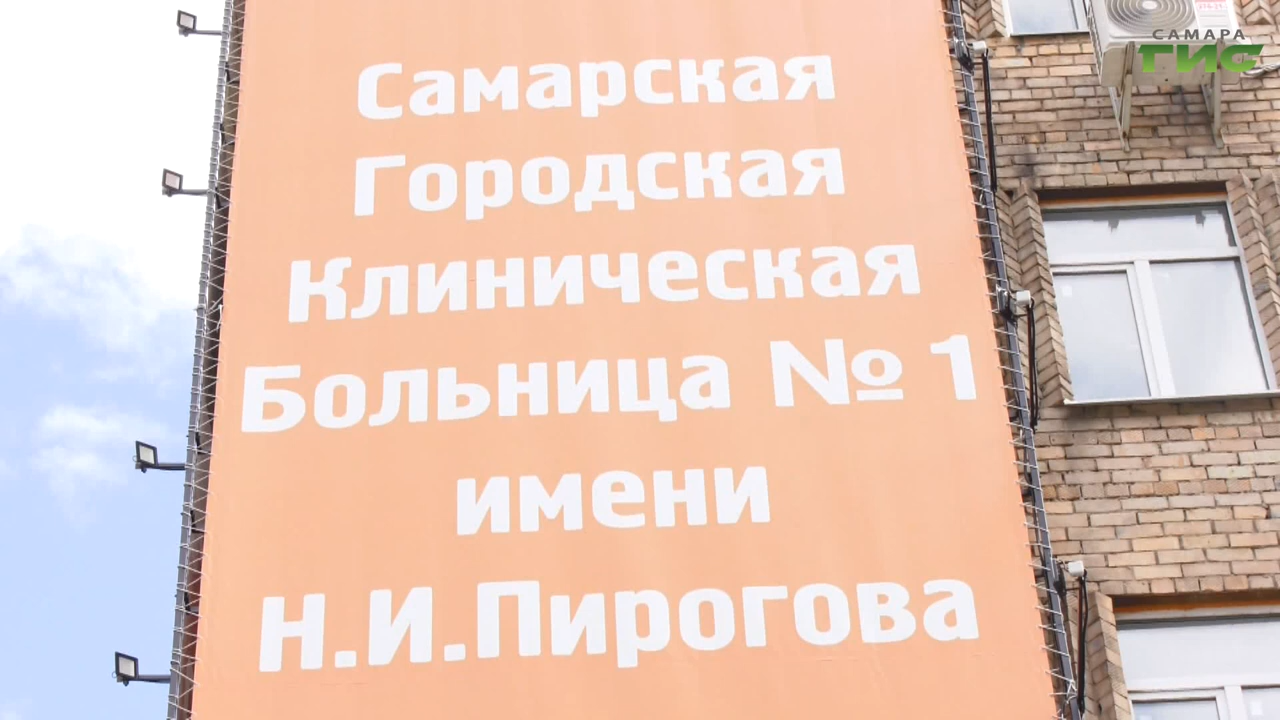 Самарская
Городская
Клиническая
Больница № 1
имени
Н.И.Пирогова
САМАРА
ГИС